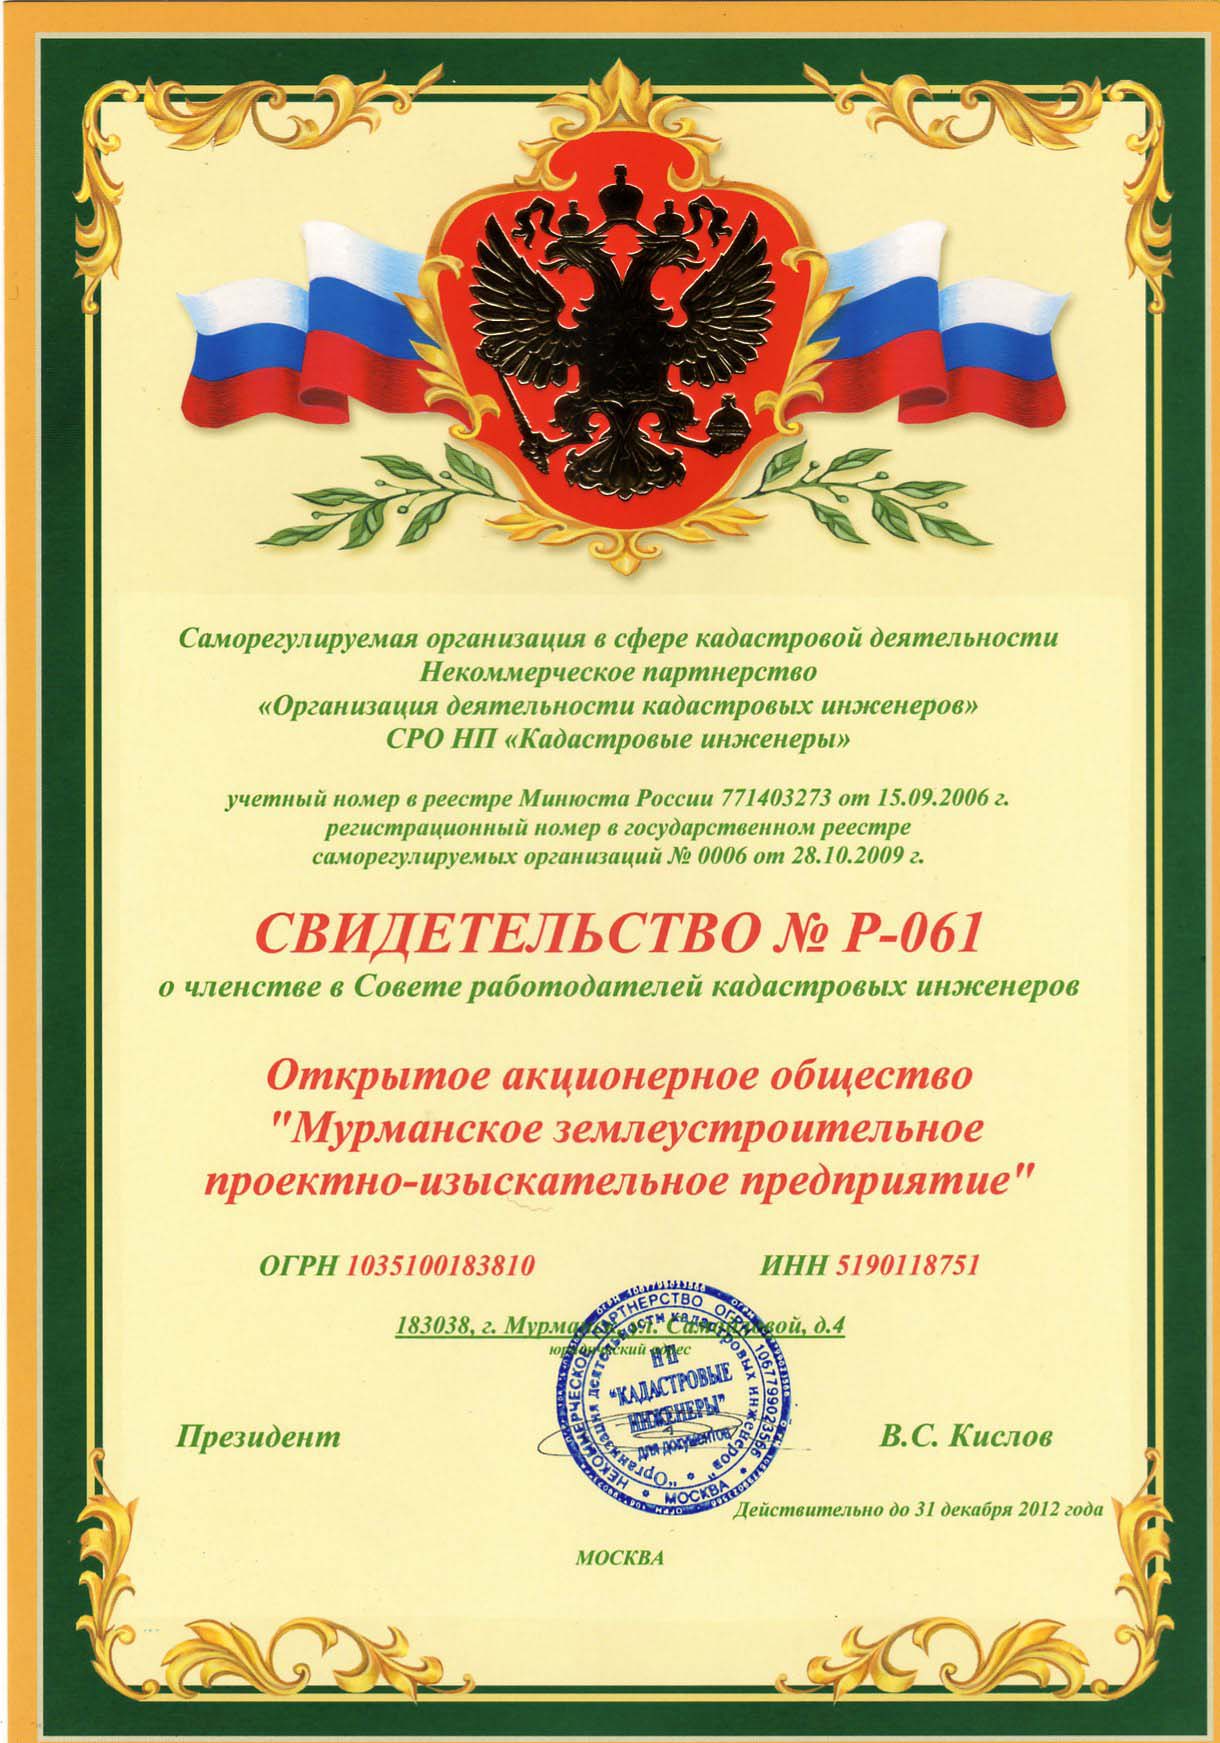 Саморегулируемая организация в сфере кадастровой деятельности
Некоммерческое партнерство
«Организация деятельности кадастровых инженеров»
СРО НП «Кадастровые инженеры»
учетный номер в реестре Минюста России 771403273 от 15.09.2006 г.
регистрационный номер в государственном реестре
саморегулируемых организаций № 0006 от 28.10.2009 г.
СВИДЕТЕЛЬСТВО № Р-061
о членстве в Совете работодателей кадастровых инженеров
Открытое акционерное общество
"Мурманское землеустроительное
проектно-изыскательное предприятие"
ОГРН 1035100183810 ИНН 5190118751
183038, г. Мурманск, ул. Самойловой, д.4
юридический адрес
НЕКОММЕРЧЕСКОЕ ПАРТНЕРСТВО ОГРН 1067799023566
МОСКВА
"Организация деятельности кадастровых инженеров"
НП
"КАДАСТРОВЫЕ
ИНЖЕНЕРЫ"
для документов
Президент В.С. Кислов
Действительно до 31 декабря 2012 года
МОСКВА